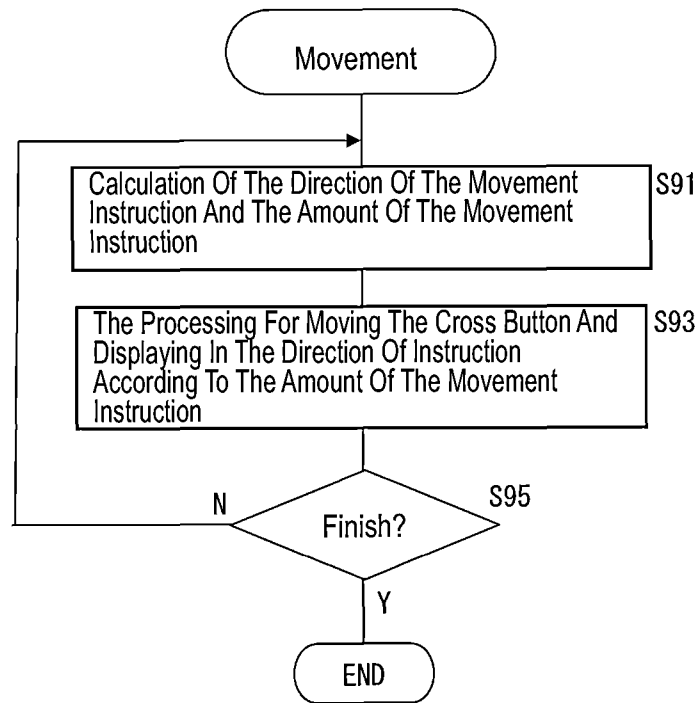 Movement
Calculation Of The Direction Of The Movement
Instruction And The Amount Of The Movement
Instruction
S91
The Processing For Moving The Cross Button And
Displaying In The Direction Of Instruction
According To The Amount Of The Movement
Instruction
S93
N
S95
Finish?
Y
END